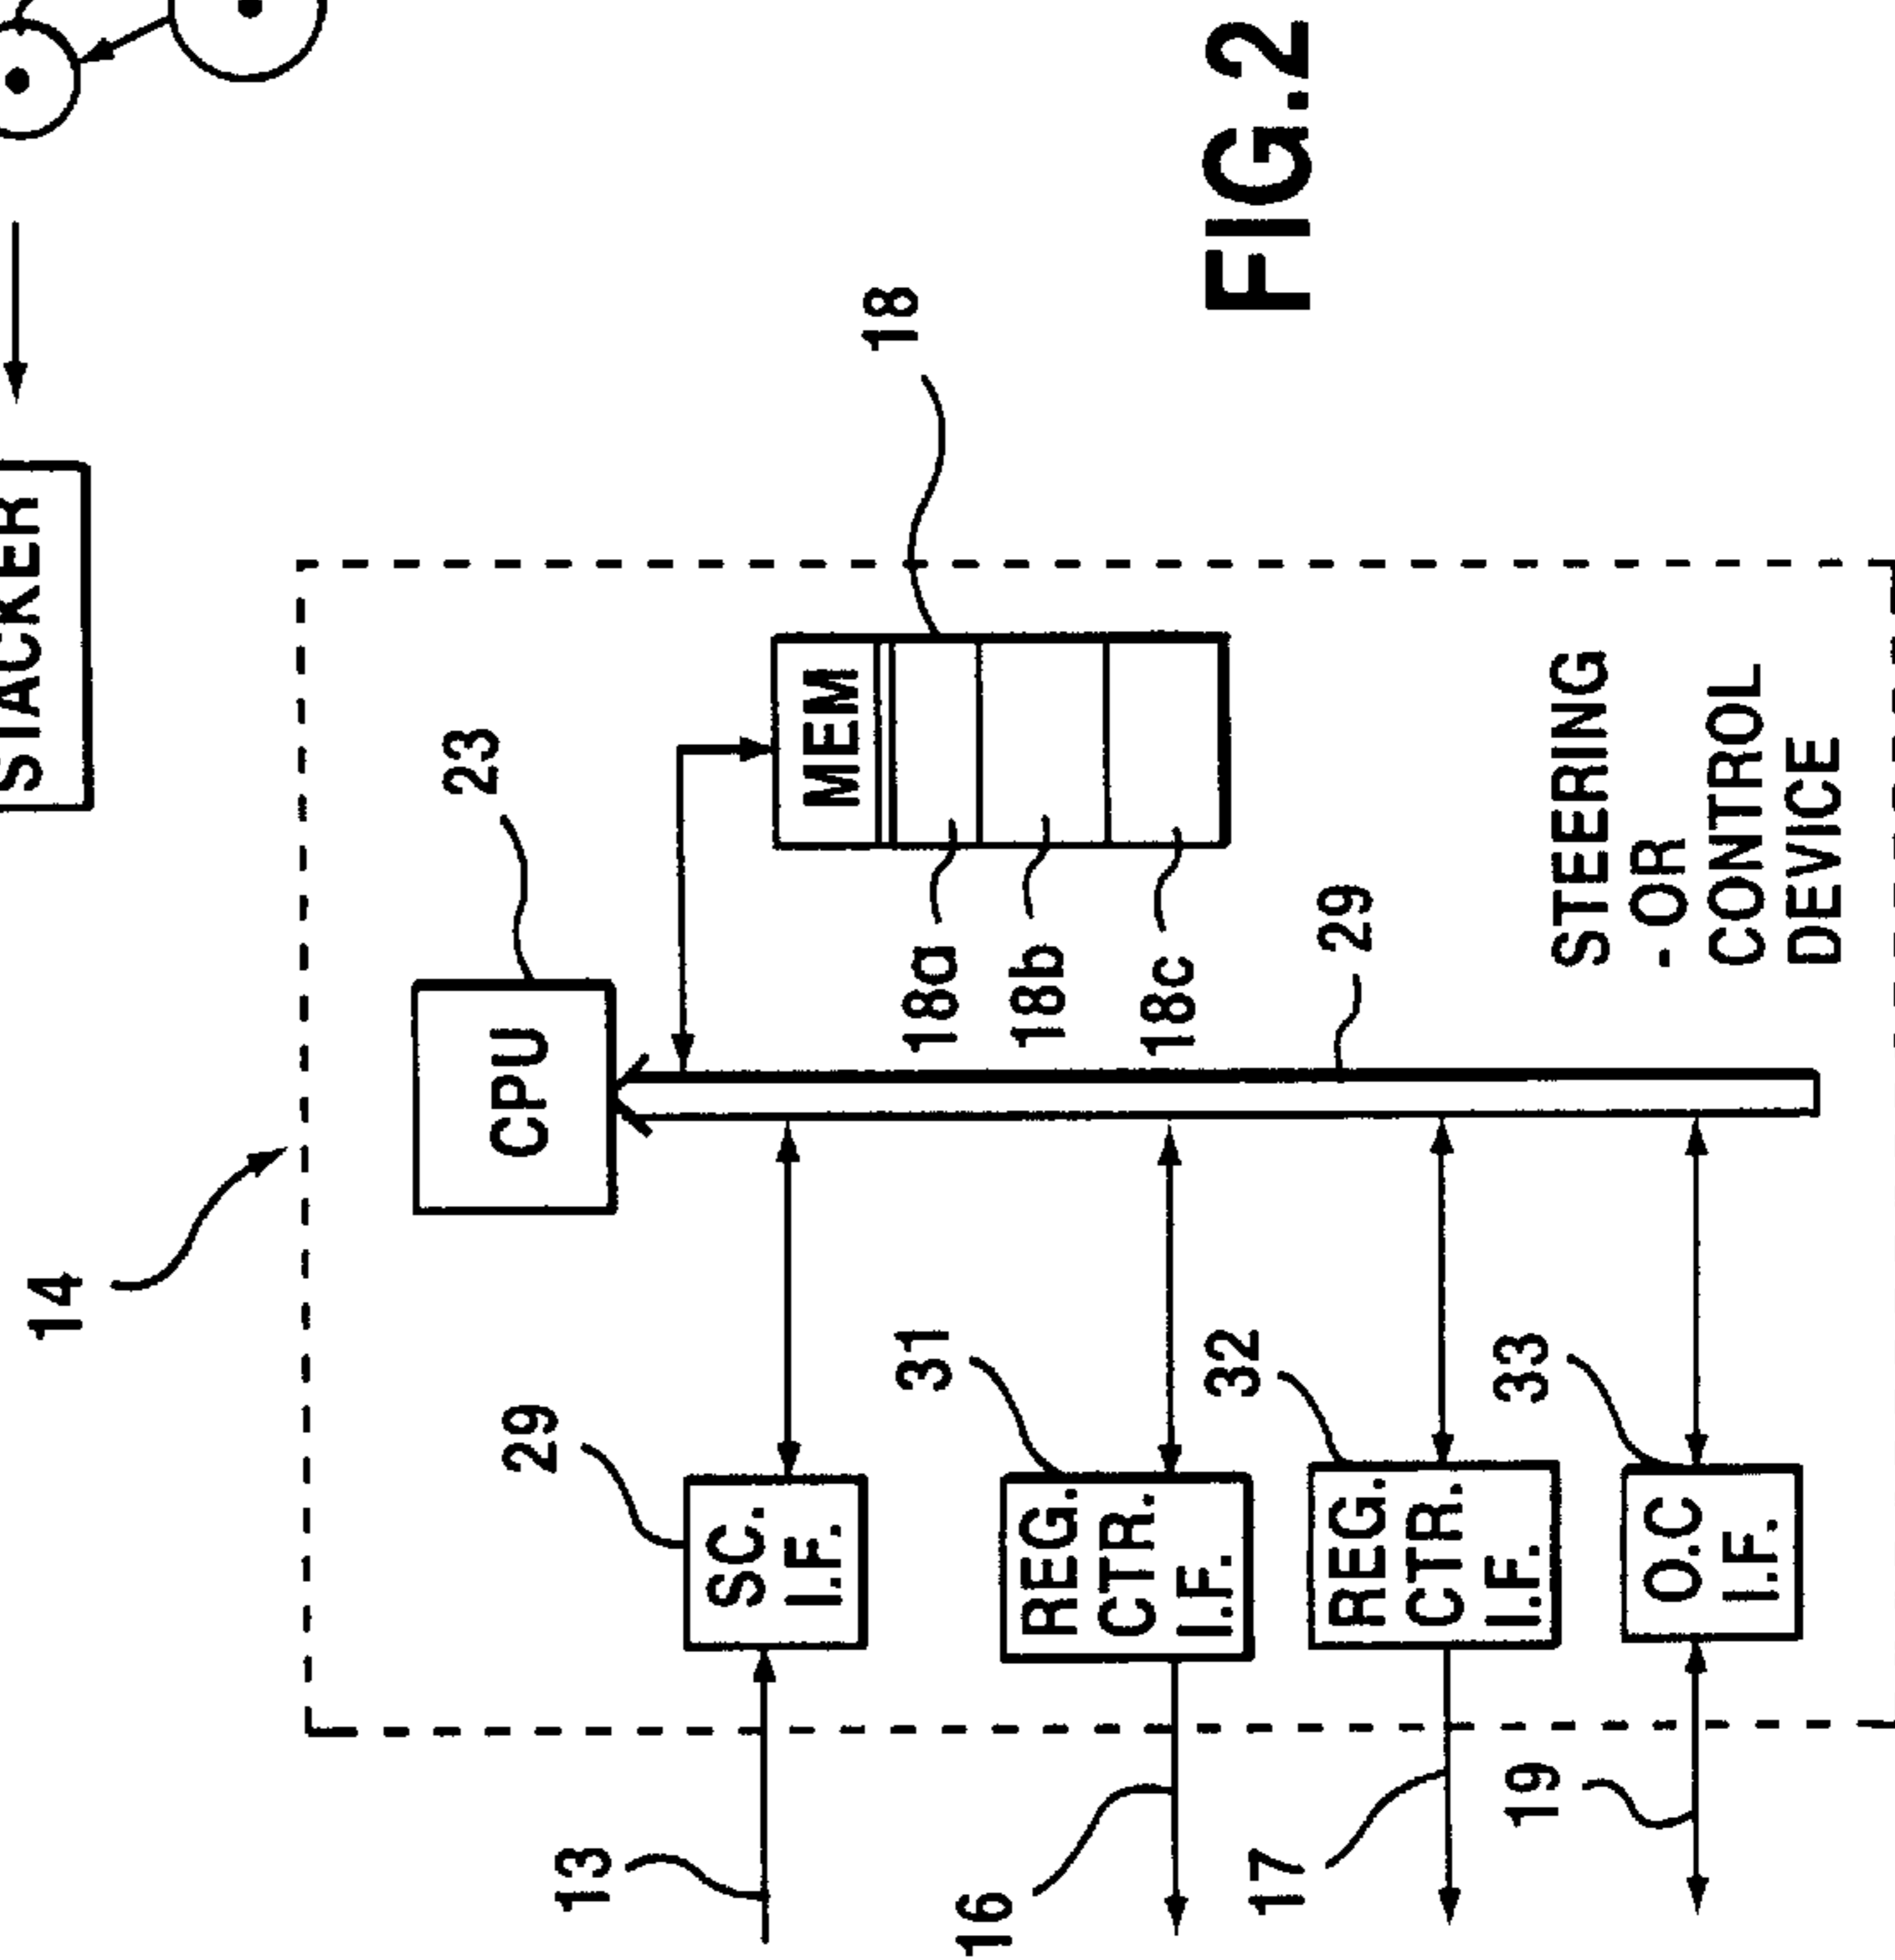 STACKER
14
CPU
23
MEM
18
18a
18b
18c
29
29
SC.
I.F.
13
31
REG.
CTR.
I.F.
16
32
REG.
CTR.
I.F.
17
33
O.C
I.F.
19
STEERING
-OR
CONTROL
DEVICE
FIG.2